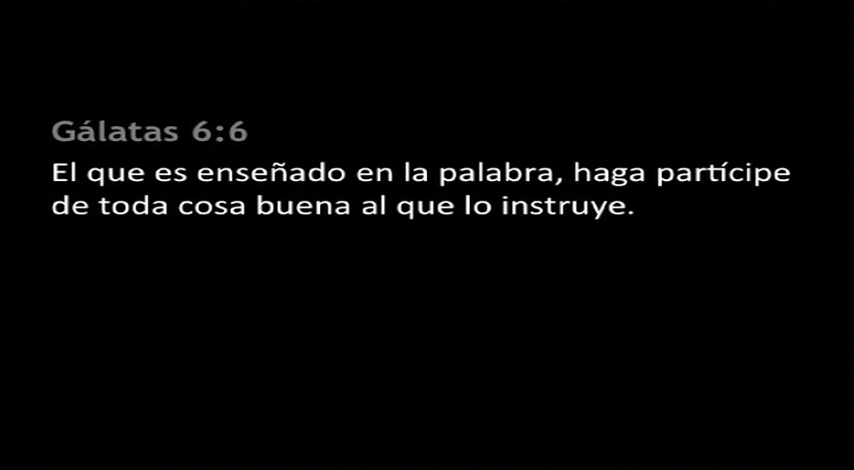 Gálatas 6:6
El que es enseñado en la palabra, haga partícipe
de toda cosa buena al que lo instruye.